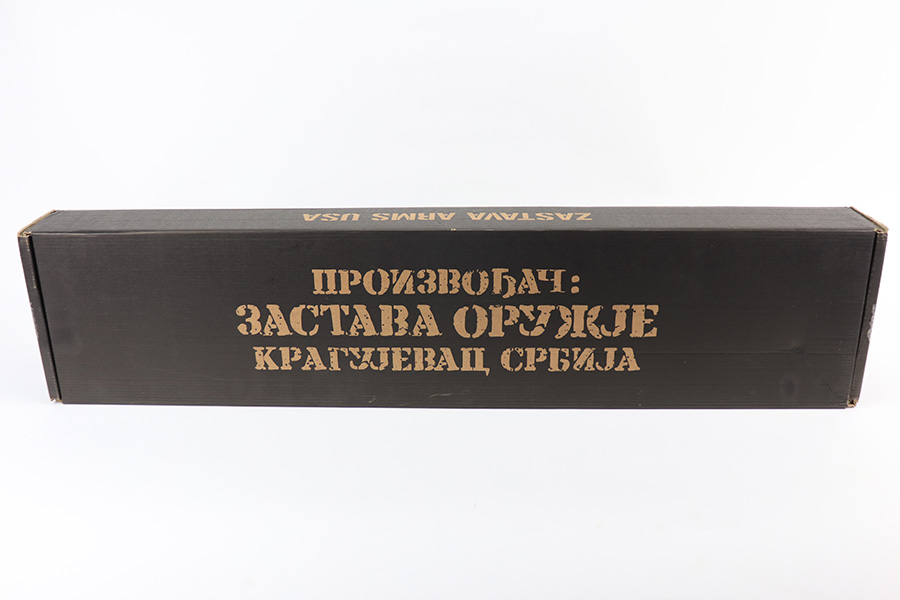 ZASTAVA ARMS USA
ПРОИЗВОЂАЧ:
ЗАСТАВА ОРУЖЈЕ
КРАГУЈЕВАЦ СРБИЈА